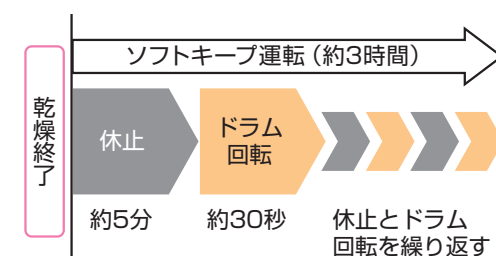 ソフトキープ運転（約3時間）
乾燥終了
休止
ドラム
回転
約5分
約30秒
休止とドラム
回転を繰り返す